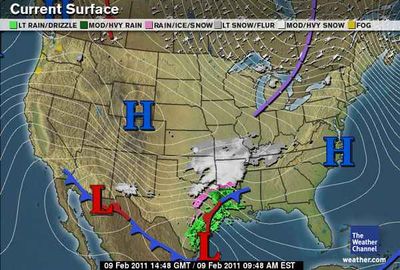 Current Surface
LT RAIN/DRIZZLE MOD/HVY RAIN RAIN/ICE/SNOW LT SNOW/FLUR MOD/HVY SNOW FOG
H
H
L
L
The
Weather
Channel
weather.com
09 Feb 2011 14:48 GMT / 09 Feb 2011 09:48 AM EST